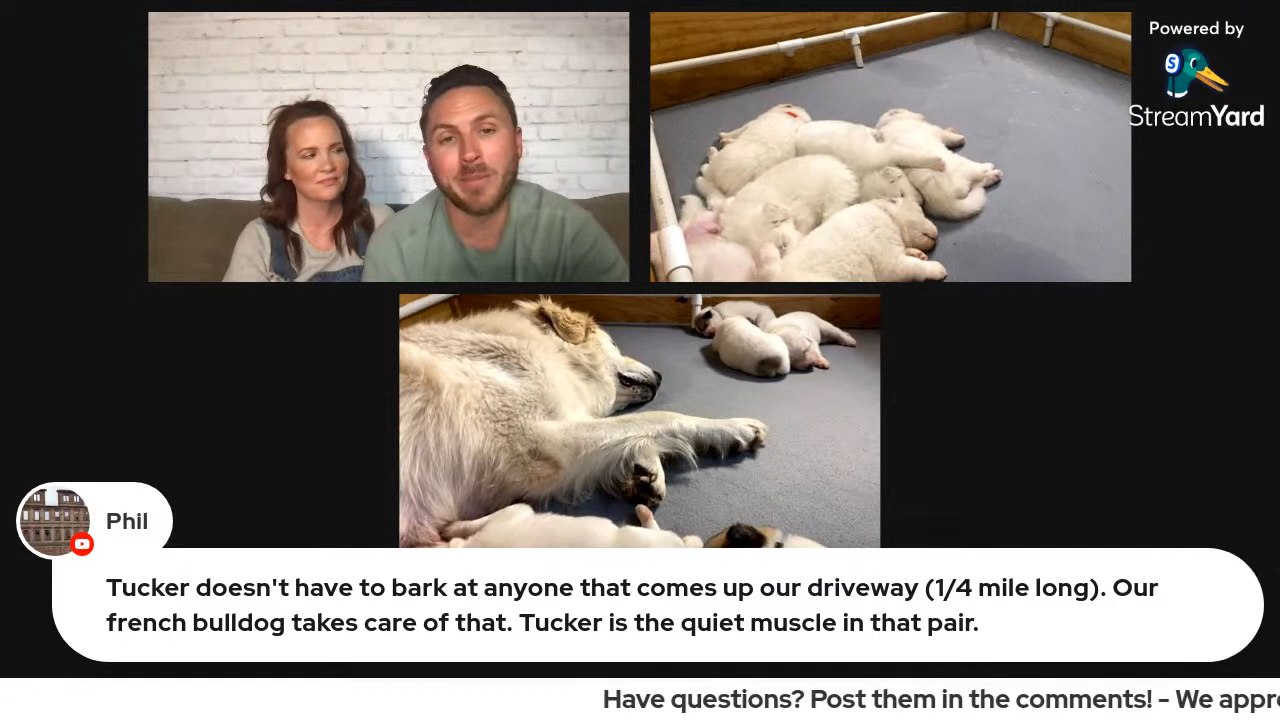 Powered by
S
StreamYard
Phil
Tucker doesn't have to bark at anyone that comes up our driveway (1/4 mile long). Our
french bulldog takes care of that. Tucker is the quiet muscle in that pair.
Have questions? Post them in the comments! - We appre